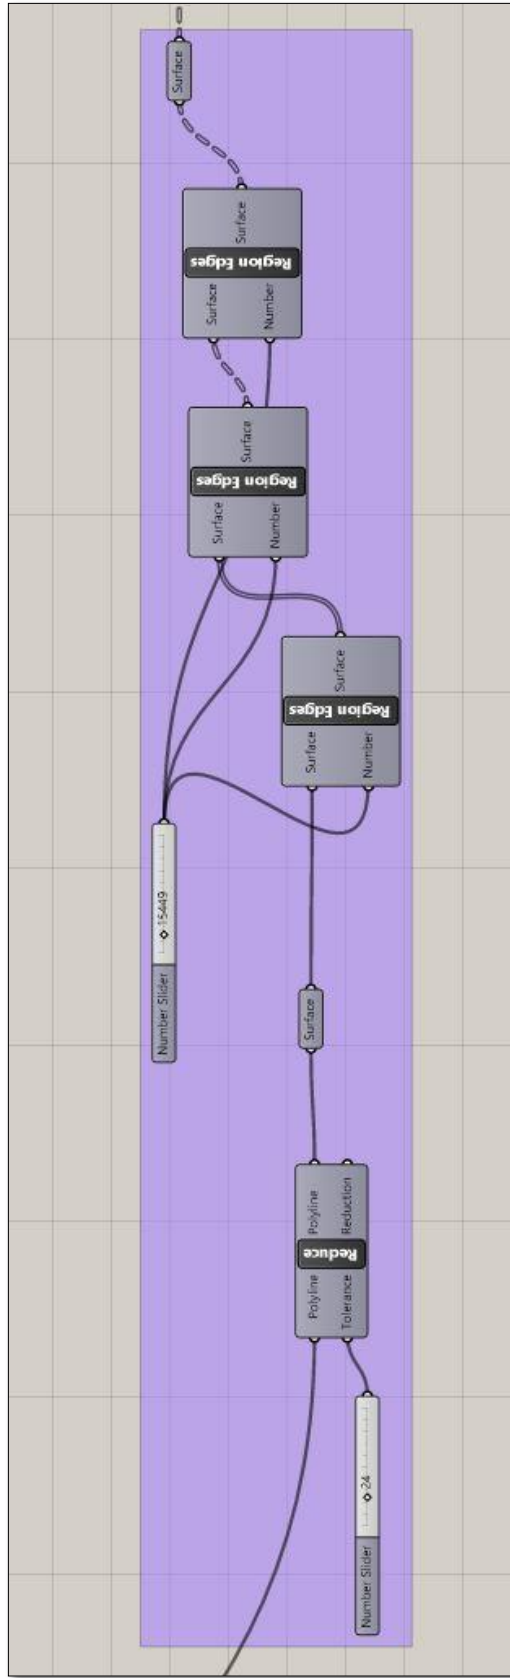 Surface
Surface
Region Edges
Surface
Number
Surface
Region Edges
Surface
Number
Surface
Region Edges
Surface
Number
15449
Number Slider
Surface
Polyline
Reduction
Reduce
Polyline
Tolerance
24
Number Slider